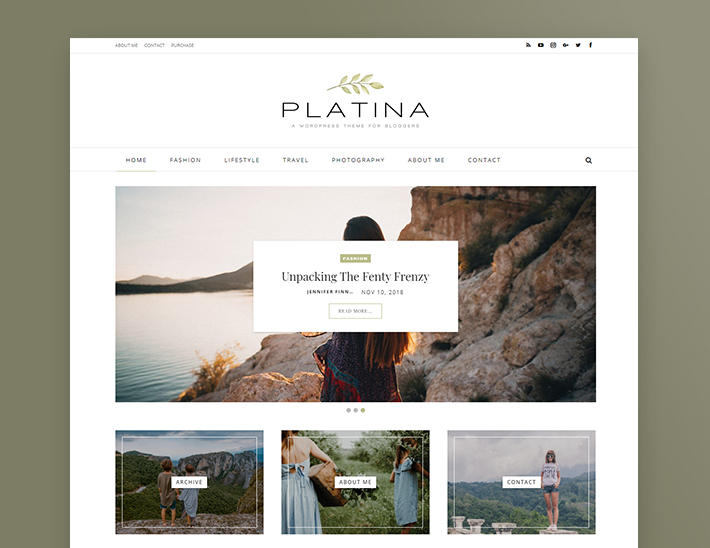 ABOUT ME CONTACT PURCHASE
PLATINA
A WORDPRESS THEME FOR BLOGGERS
HOME FASHION LIFESTYLE TRAVEL PHOTOGRAPHY ABOUT ME CONTACT
FASHION
Unpacking The Fenty Frenzy
JENNIFER FINN... NOV 10, 2018
READ MORE...
ARCHIVE
ABOUT ME
CONTACT